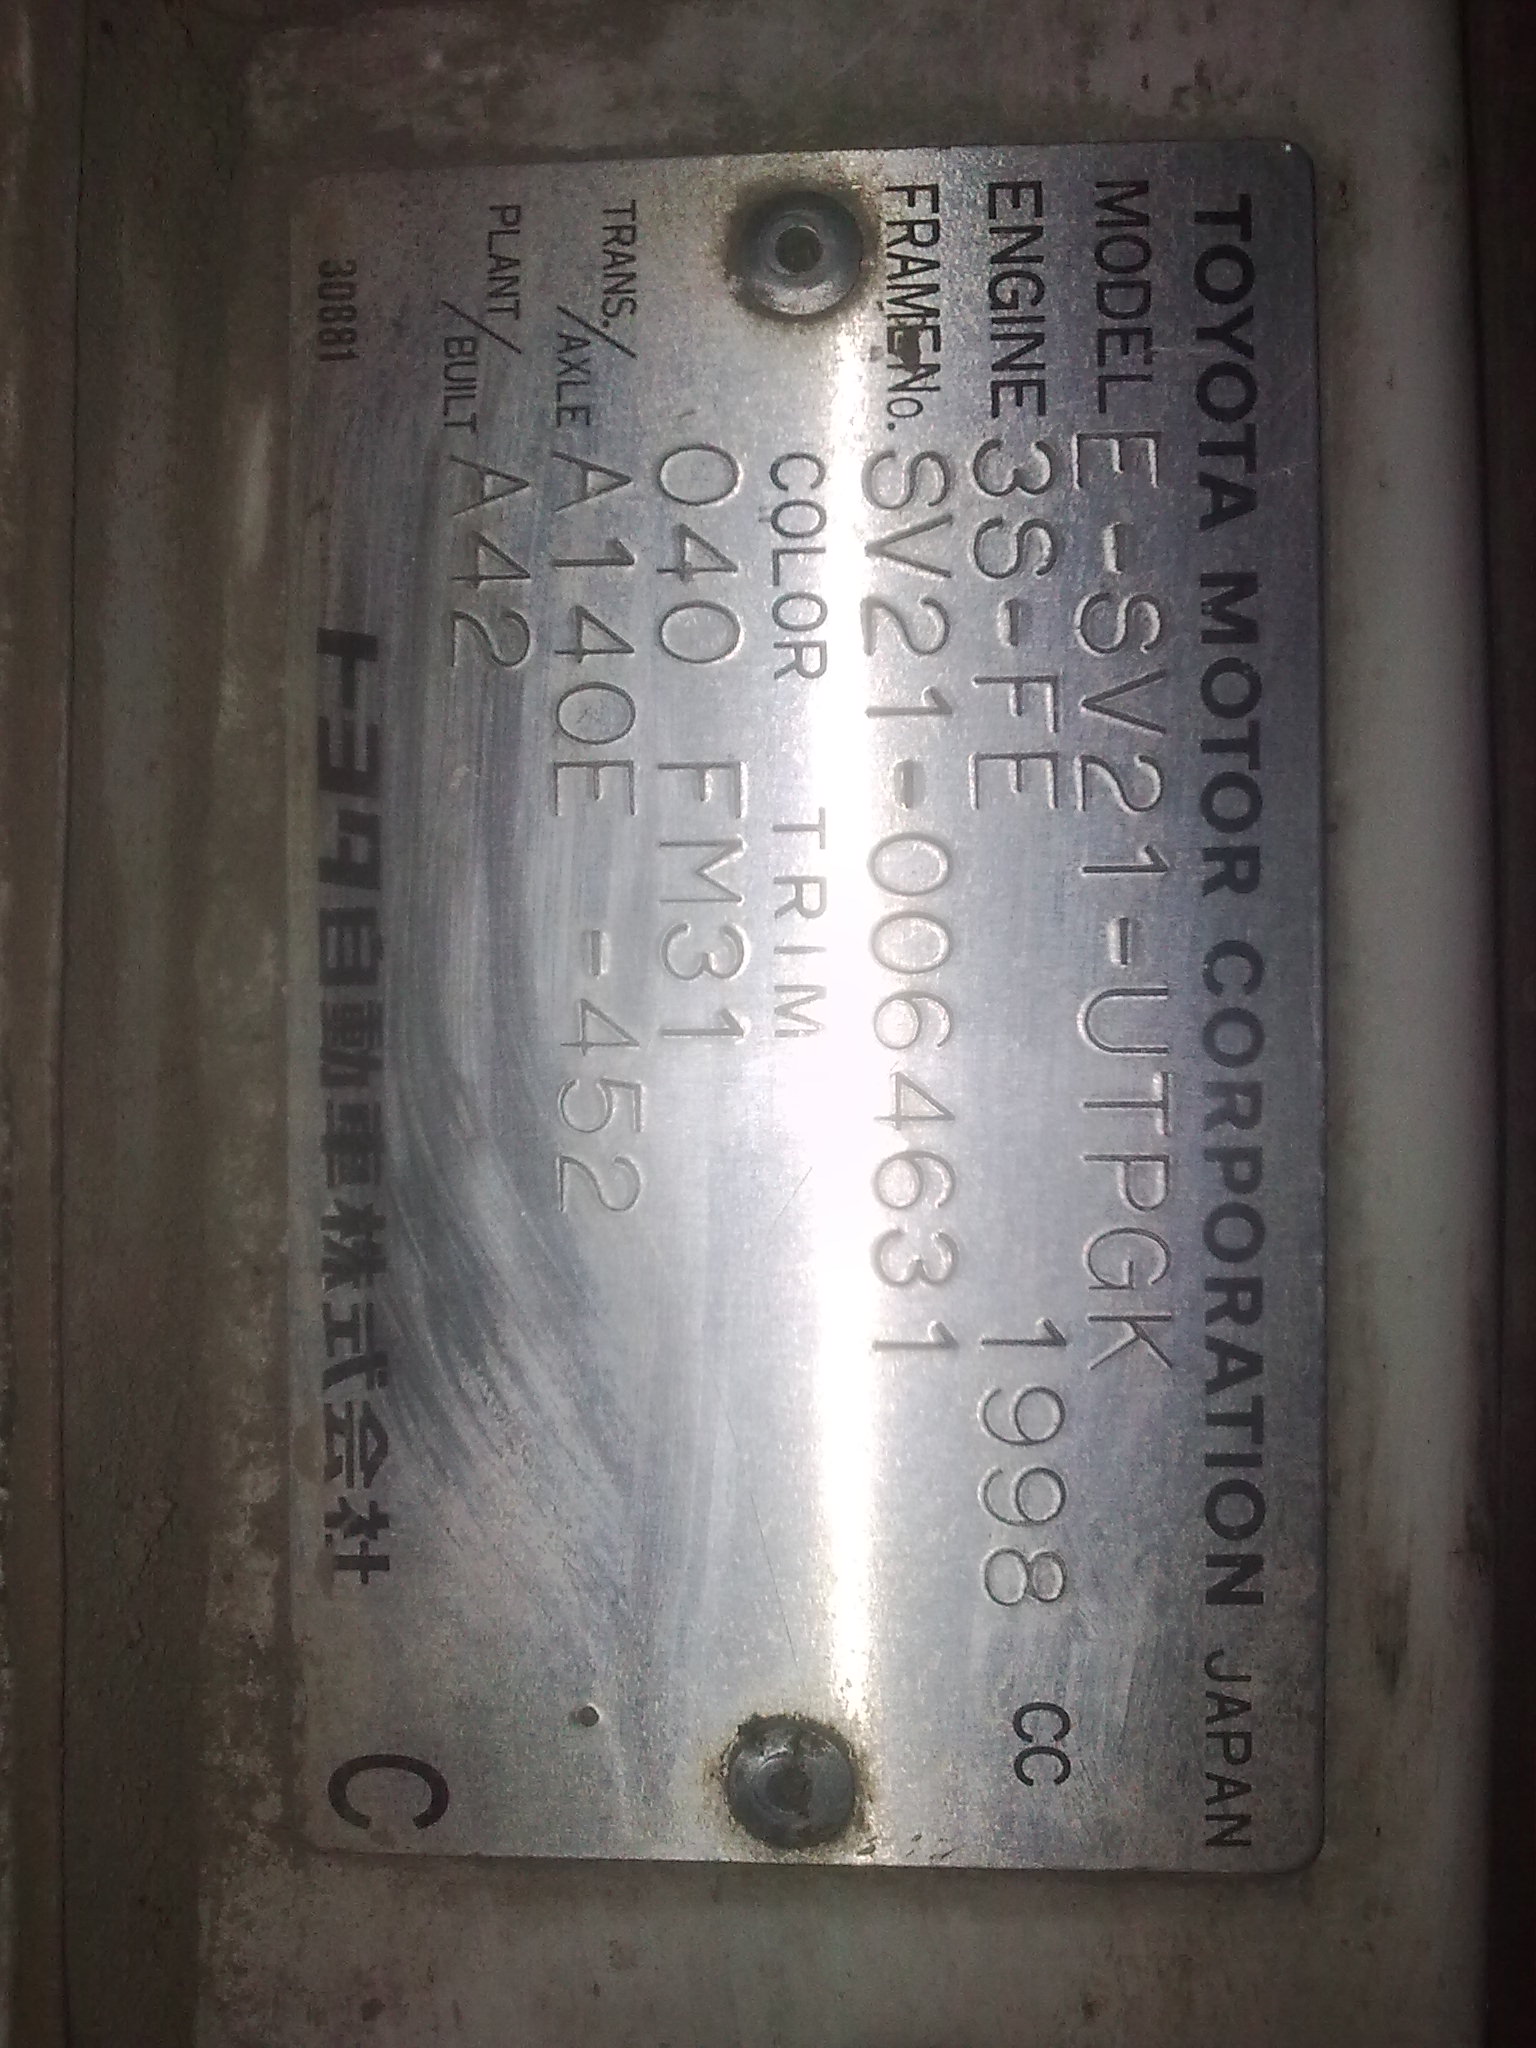 TOYOTA MOTOR CORPORATION JAPAN
MODEL E-SV21-UTPGK
ENGINE 3S-FE 1998 CC
FRAME No. SV21-0064631
COLOR TRIM
040 FM31
TRANS./AXLE A140E -452
PLANT/BUILT A42
30881 トヨタ自動車株式会社 C